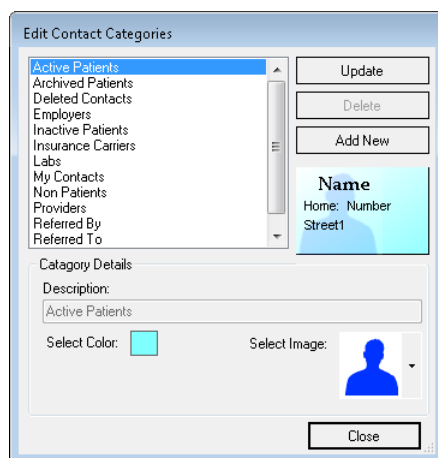 Edit Contact Categories
Active Patients
Archived Patients
Deleted Contacts
Employers
Inactive Patients
Insurance Carriers
Labs
My Contacts
Non Patients
Providers
Referred By
Referred To
Update
Delete
Add New
Name
Home: Number
Street1
Catagory Details
Description:
Active Patients
Select Color:
Select Image:
Close